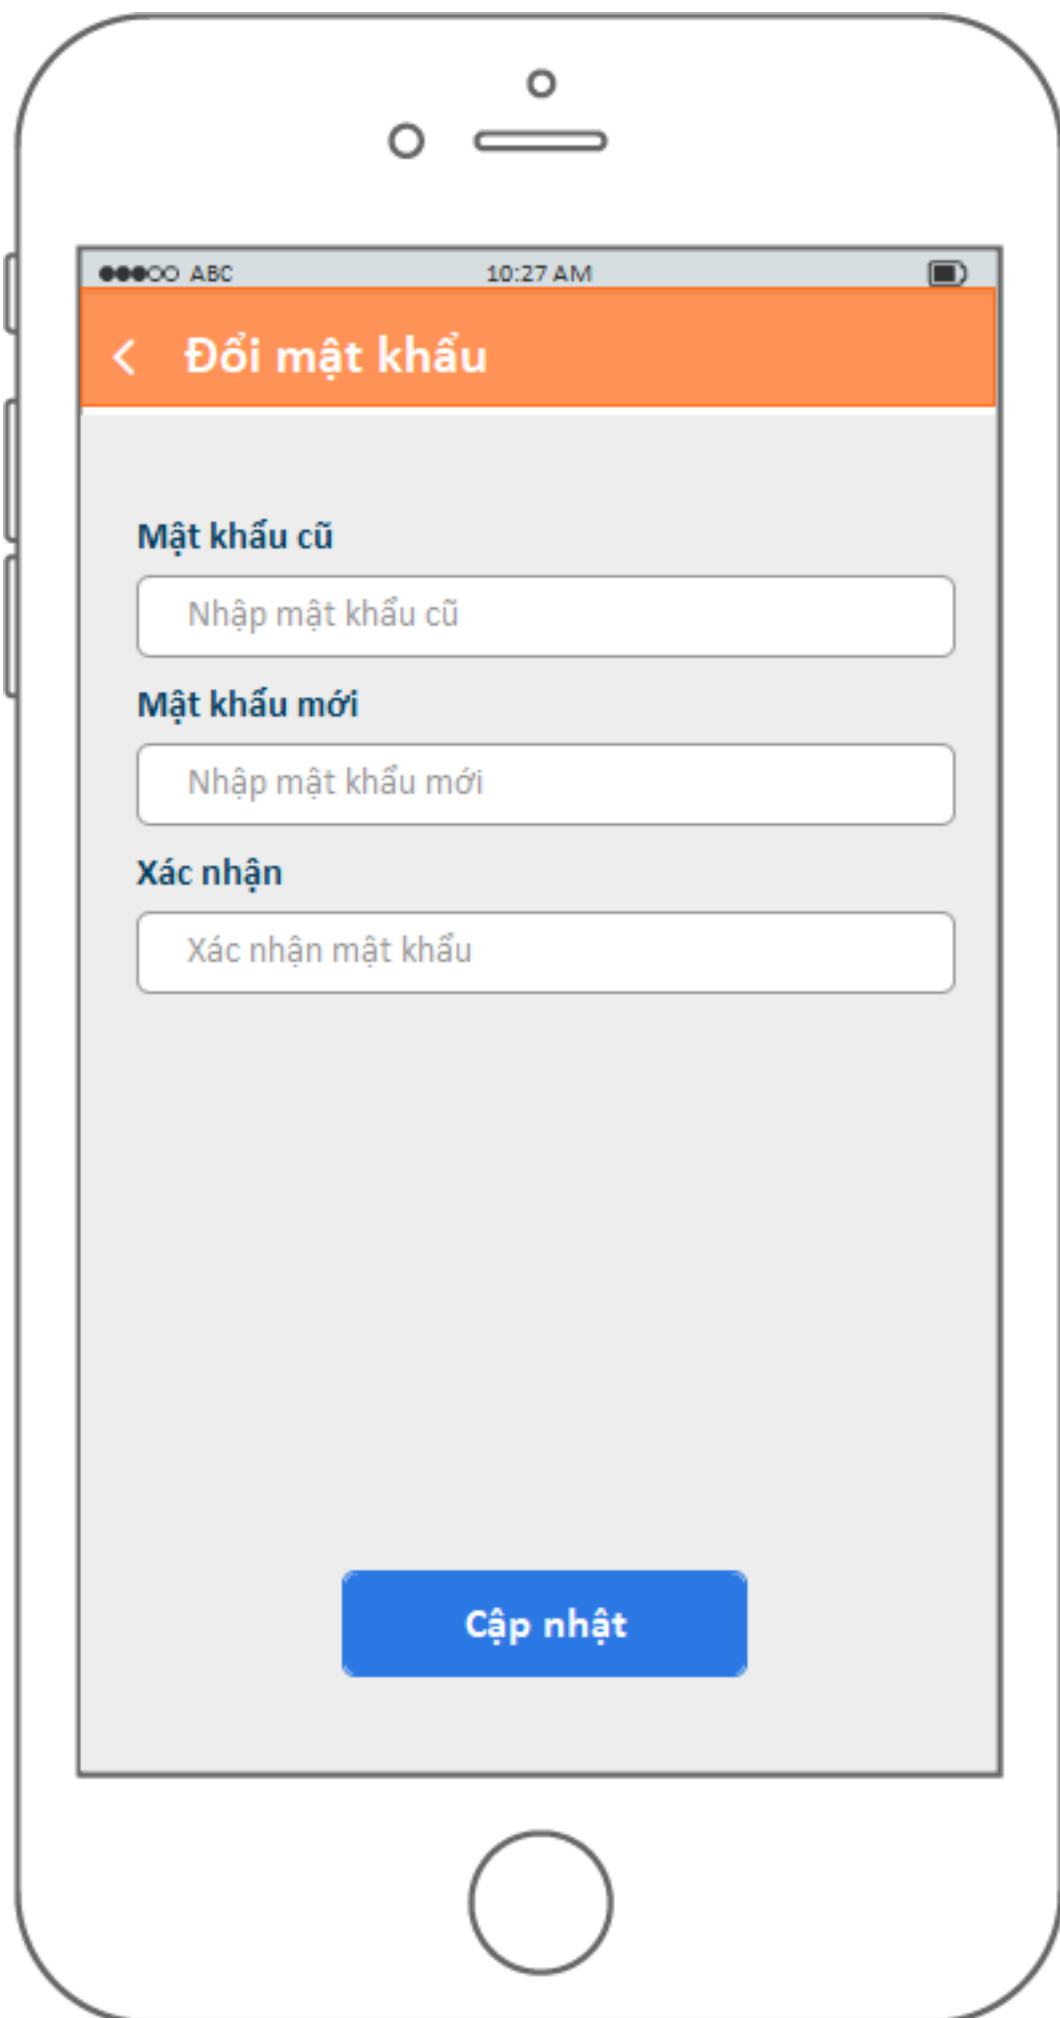 ABC 10:27 AM
Đổi mật khẩu
Mật khẩu cũ
Nhập mật khẩu cũ
Mật khẩu mới
Nhập mật khẩu mới
Xác nhận
Xác nhận mật khẩu
Cập nhật